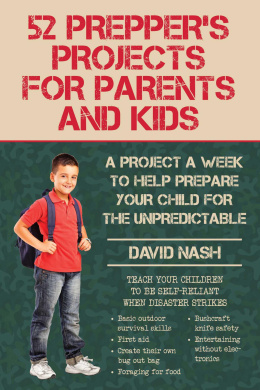 52 PREPPER'S
PROJECTS
FOR PARENTS
AND KIDS
A PROJECT A WEEK
TO HELP PREPARE
YOUR CHILD FOR
THE UNPREDICTABLE
DAVID NASH
TEACH YOUR CHILDREN
TO BE SELF-RELIANT
WHEN DISASTER STRIKES
• Basic outdoor
survival skills
• First aid
• Create their own
bug out bag
• Foraging for food
• Bushcraft
knife safety
• Entertaining
without elec-
tronics